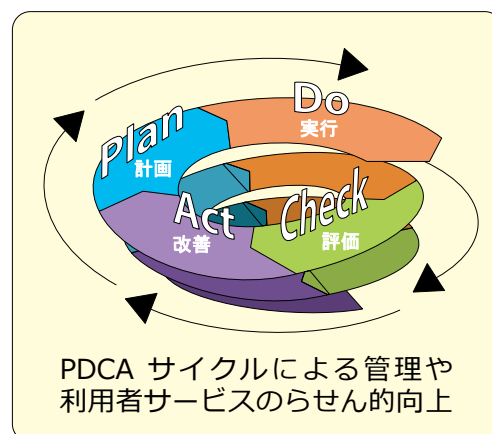 Plan
計画
Do
実行
Check
評価
Act
改善
PDCA サイクルによる管理や
利用者サービスのらせん的向上